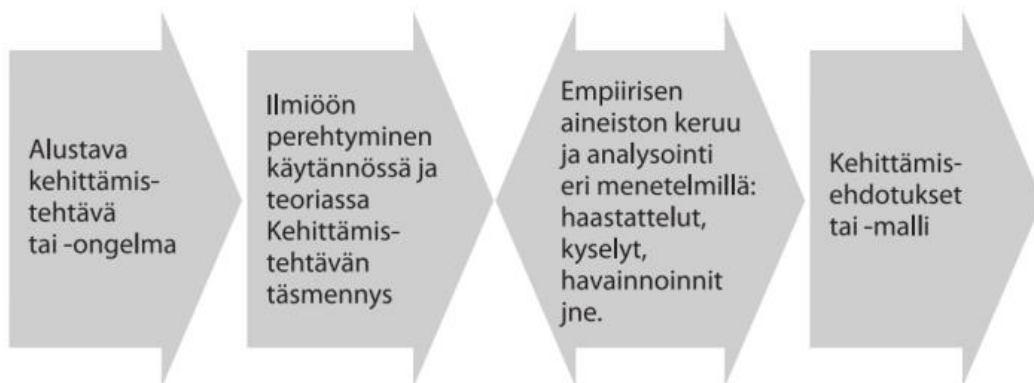 Alustava
kehittämis-
tehtävä
tai -ongelma
Ilmiöön
perehtyminen
käytännössä ja
teoriassa
Kehittämis-
tehtävän
täsmennys
Empiirisen
aineiston keruu
ja analysointi
eri menetelmillä:
haastattelut,
kyselyt,
havainnoinnit
jne.
Kehittämis-
ehdotukset
tai -malli